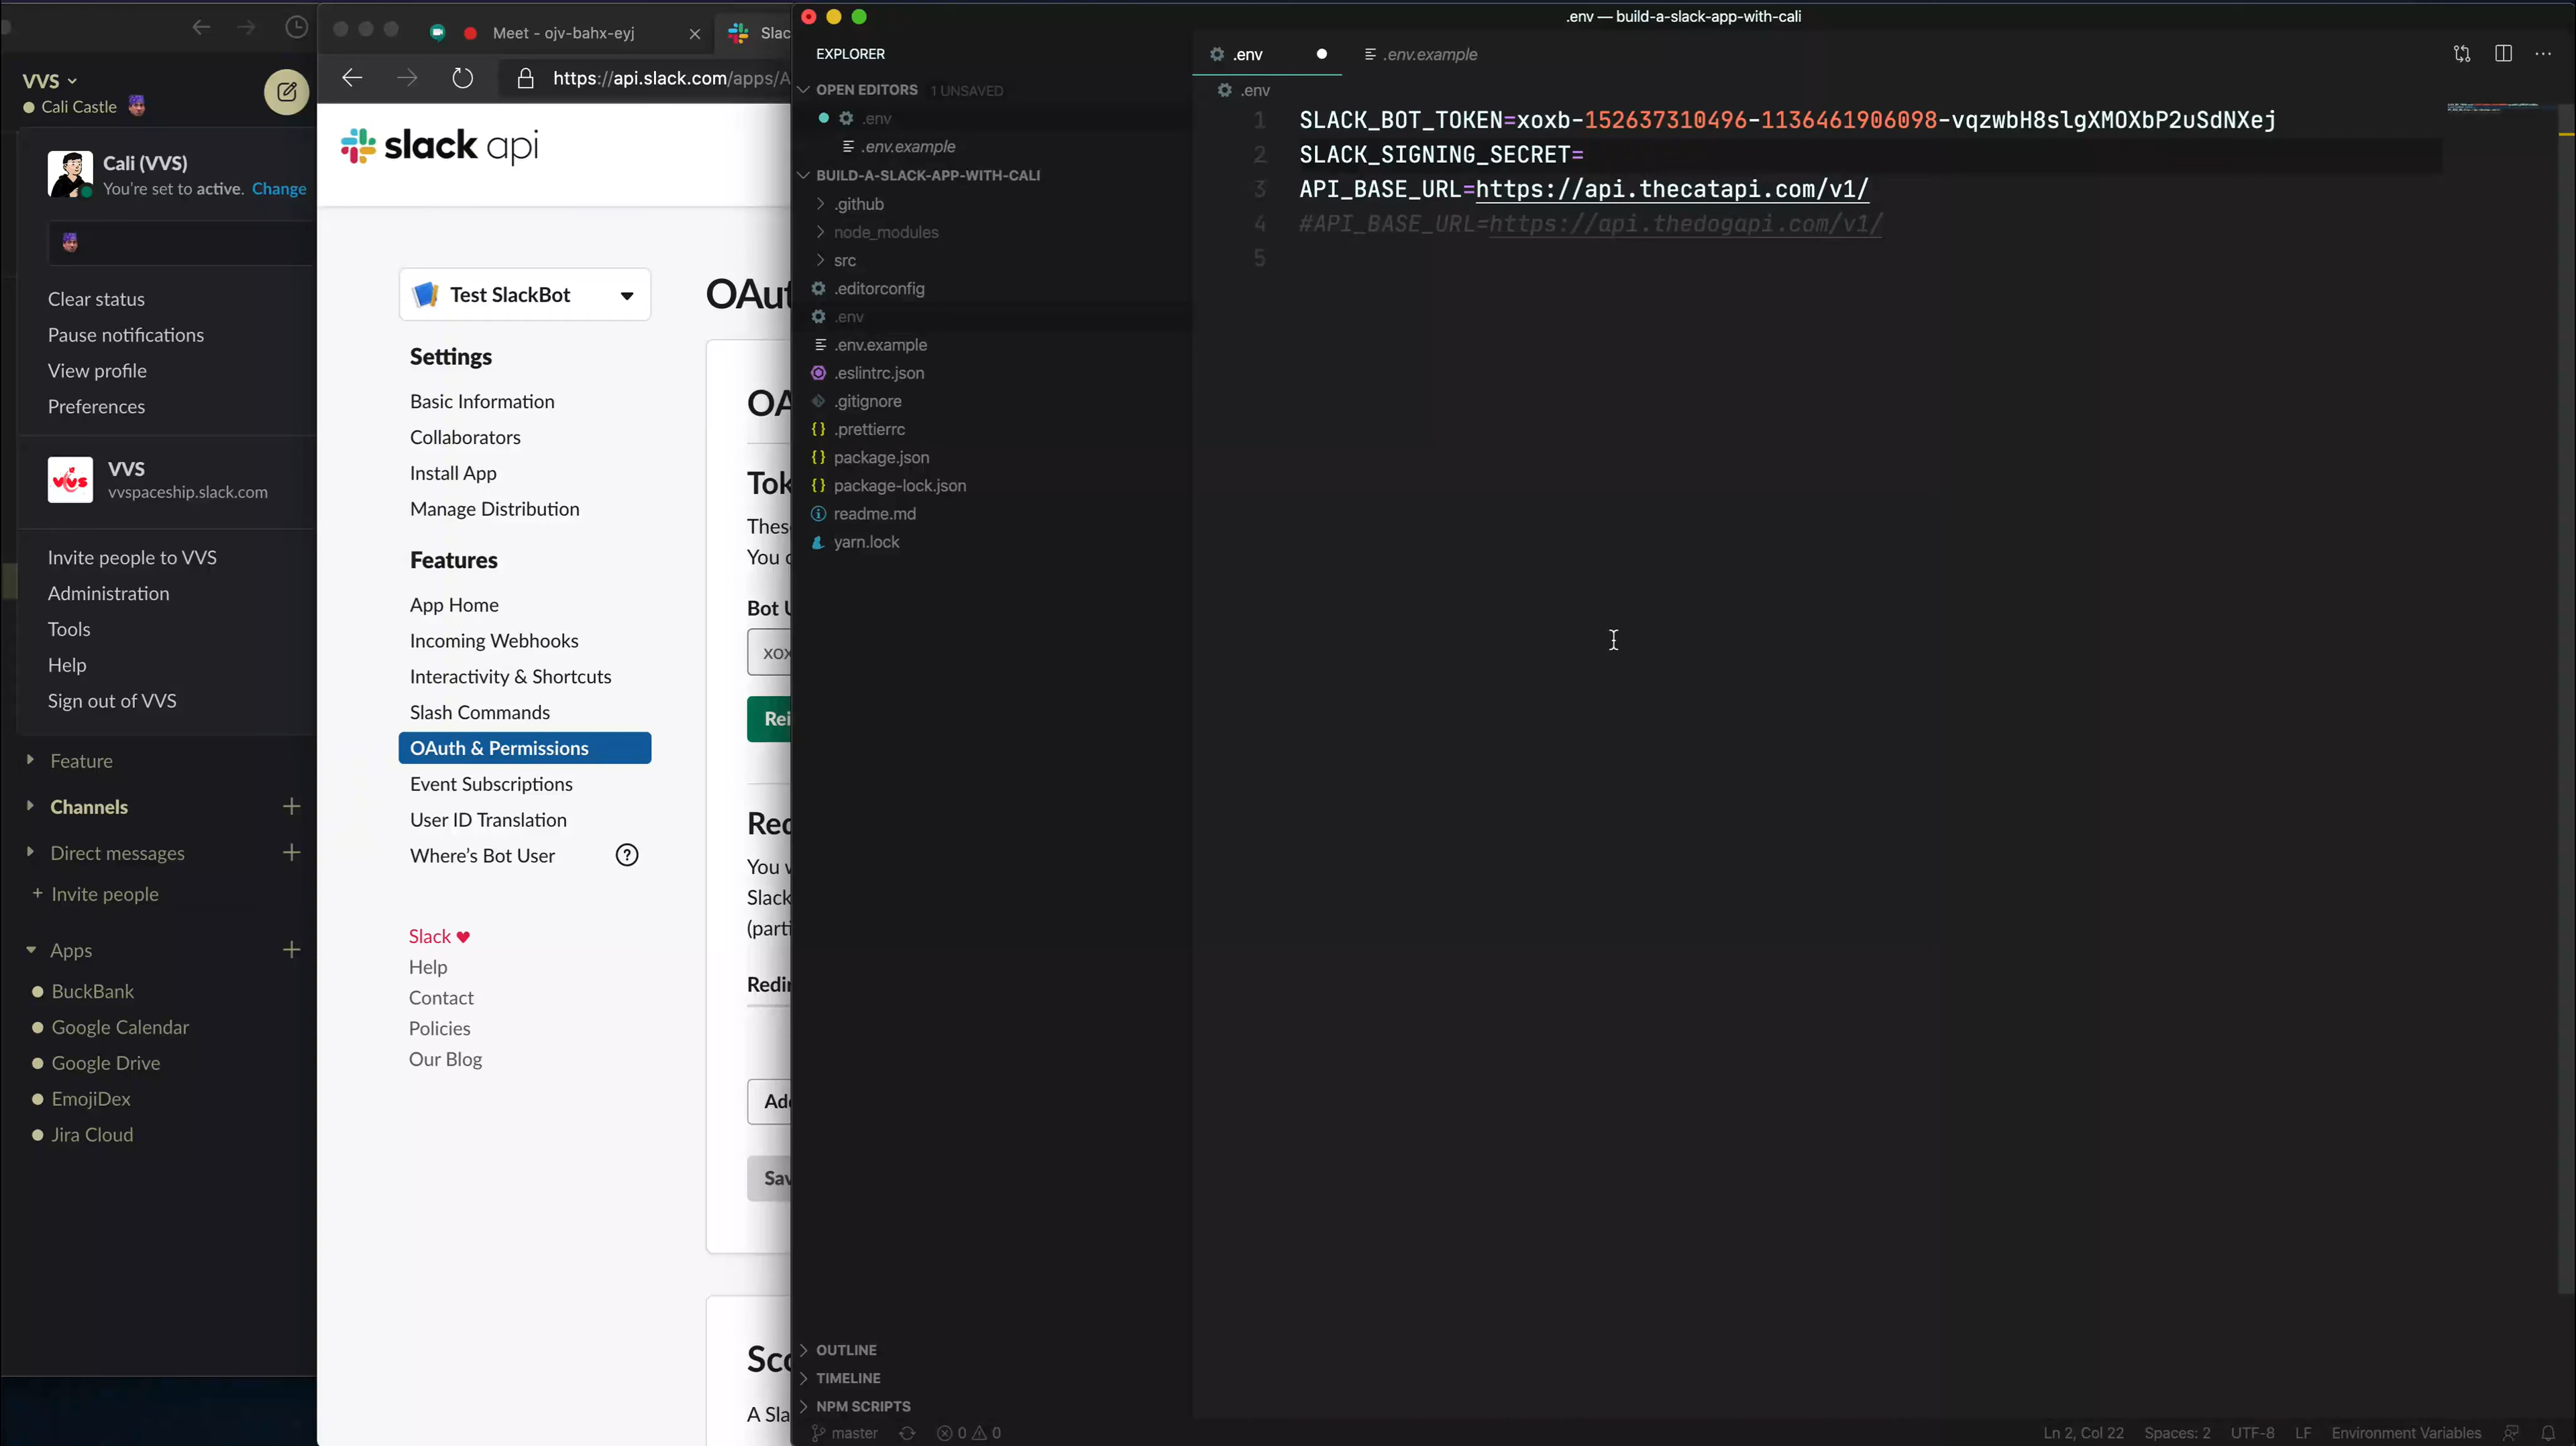 VVS
Cali Castle
Cali (VVS)
You're set to active. Change
Clear status
Pause notifications
View profile
Preferences
VVS
vvspaceship.slack.com
Invite people to VVS
Administration
Tools
Help
Sign out of VVS
Feature
Channels
Direct messages
+ Invite people
Apps
BuckBank
Google Calendar
Google Drive
EmojiDex
Jira Cloud
Meet - ojv-bahx-eyj
Slac
https://api.slack.com/apps/A
slack api
Test SlackBot
Settings
Basic Information
Collaborators
Install App
Manage Distribution
Features
App Home
Incoming Webhooks
Interactivity & Shortcuts
Slash Commands
OAuth & Permissions
Event Subscriptions
User ID Translation
Where's Bot User
Slack
Help
Contact
Policies
Our Blog
OAut
OA
Tok
Thes
You
Bot U
xox
Rei
Red
You w
Slack
(parti
Redir
Add
Sav
Sco
A Sla
.env — build-a-slack-app-with-cali
EXPLORER
OPEN EDITORS 1 UNSAVED
.env
.env.example
BUILD-A-SLACK-APP-WITH-CALI
.github
node_modules
src
.editorconfig
.env
.env.example
.eslintrc.json
.gitignore
.prettierrc
package.json
package-lock.json
readme.md
yarn.lock
OUTLINE
TIMELINE
NPM SCRIPTS
master
0 0
.env
.env.example
.env
1 SLACK_BOT_TOKEN=xoxb-152637310496-1136461906098-vqzwbH8slgXMOXbP2uSdNXej
2 SLACK_SIGNING_SECRET=
3 API_BASE_URL=https://api.thecatapi.com/v1/
4 #API_BASE_URL=https://api.thedogapi.com/v1/
5
Ln 2, Col 22 Spaces: 2 UTF-8 LF Environment Variables